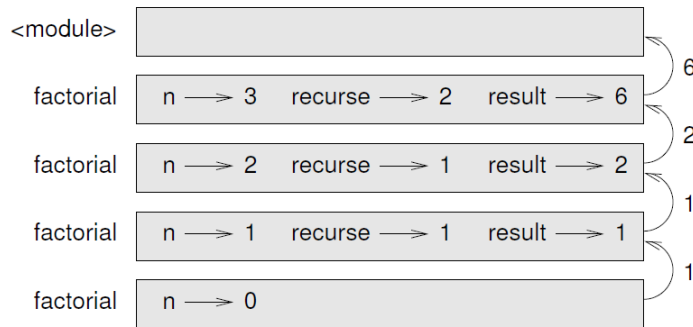 <module>
6
factorial n → 3 recurse → 2 result → 6
2
factorial n → 2 recurse → 1 result → 2
1
factorial n → 1 recurse → 1 result → 1
1
factorial n → 0